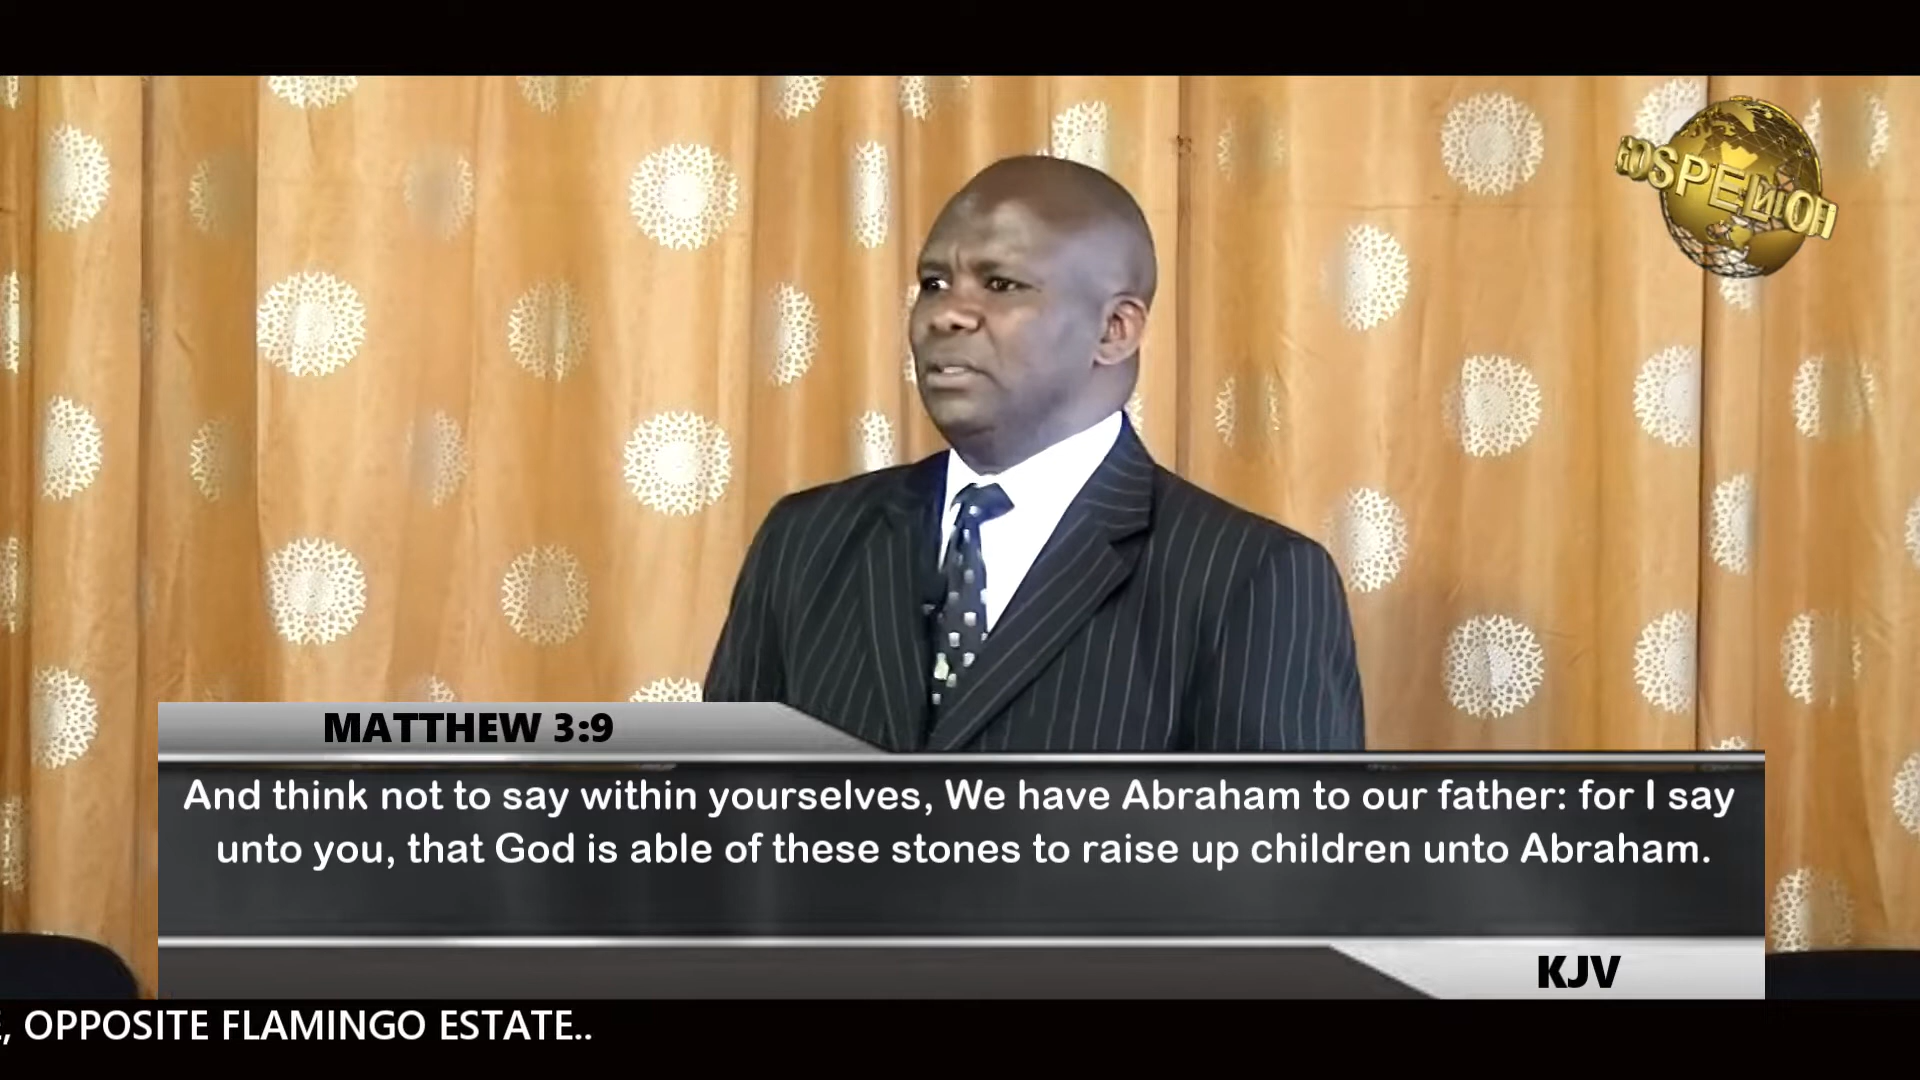 MATTHEW 3:9
And think not to say within yourselves, We have Abraham to our father: for I say
unto you, that God is able of these stones to raise up children unto Abraham.
KJV
, OPPOSITE FLAMINGO ESTATE..